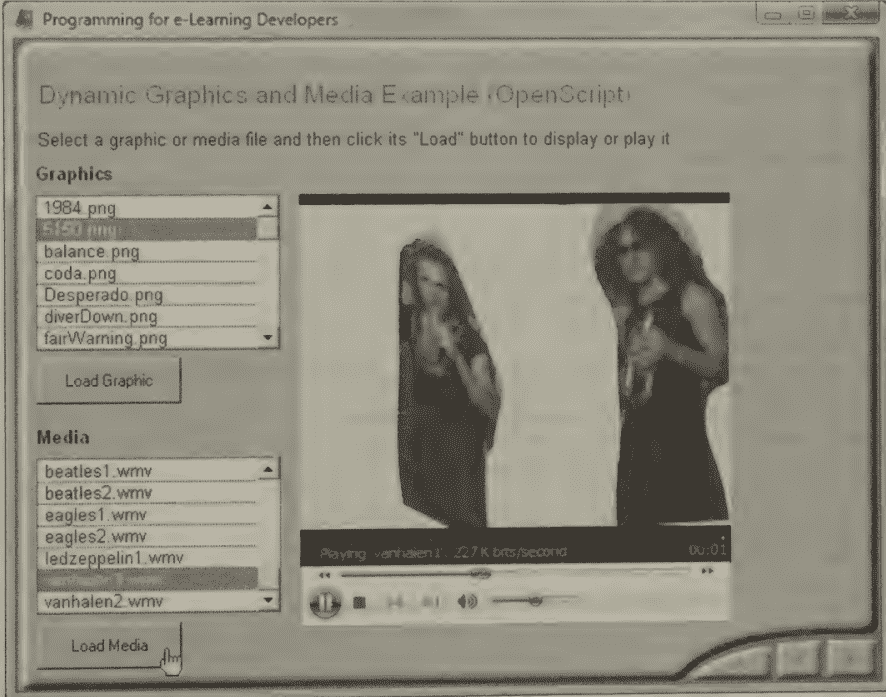 Programming for e-Learning Developers
Dynamic Graphics and Media Example (OpenScript)
Select a graphic or media file and then click its "Load" button to display or play it
Graphics
1984.png
5150.png
balance.png
coda.png
Desperado.png
diverDown.png
fairWarning.png
Load Graphic
Media
beatles1.wmv
beatles2.wmv
eagles1.wmv
eagles2.wmv
ledzeppelin1.wmv
vanhalen2.wmv
Load Media
Playing vanhalen1: 227 K bits/second
00:01